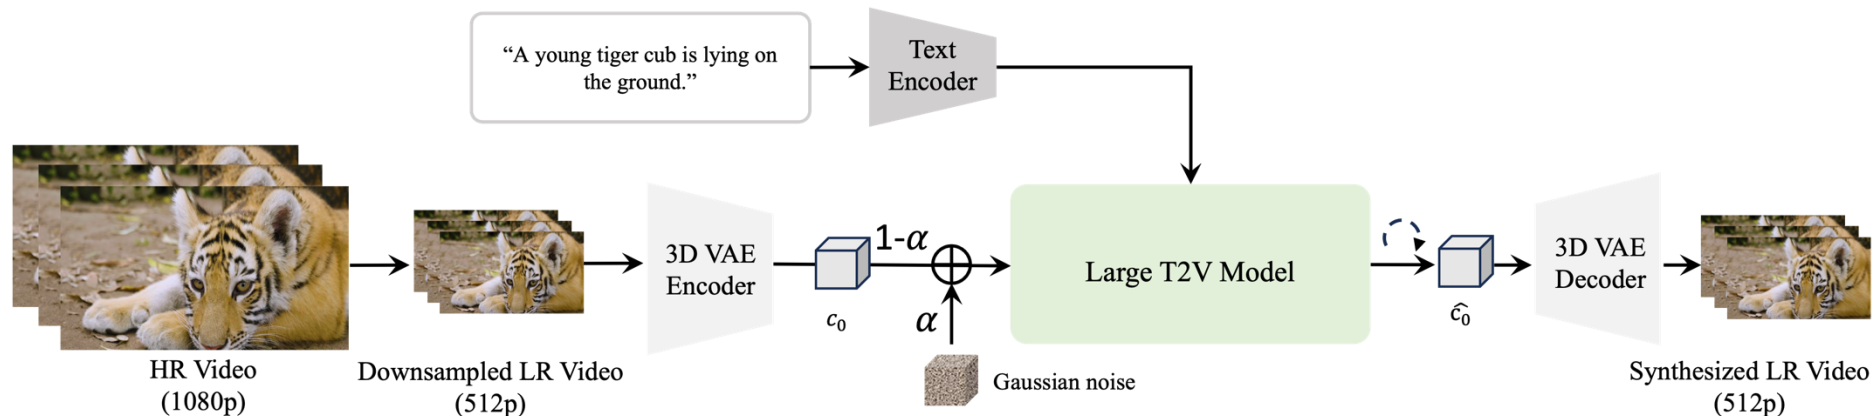 “A young tiger cub is lying on
the ground.”
Text
Encoder
HR Video
(1080p)
Downsampled LR Video
(512p)
3D VAE
Encoder
c₀
1-α
α
Gaussian noise
Large T2V Model
ĉ₀
3D VAE
Decoder
Synthesized LR Video
(512p)